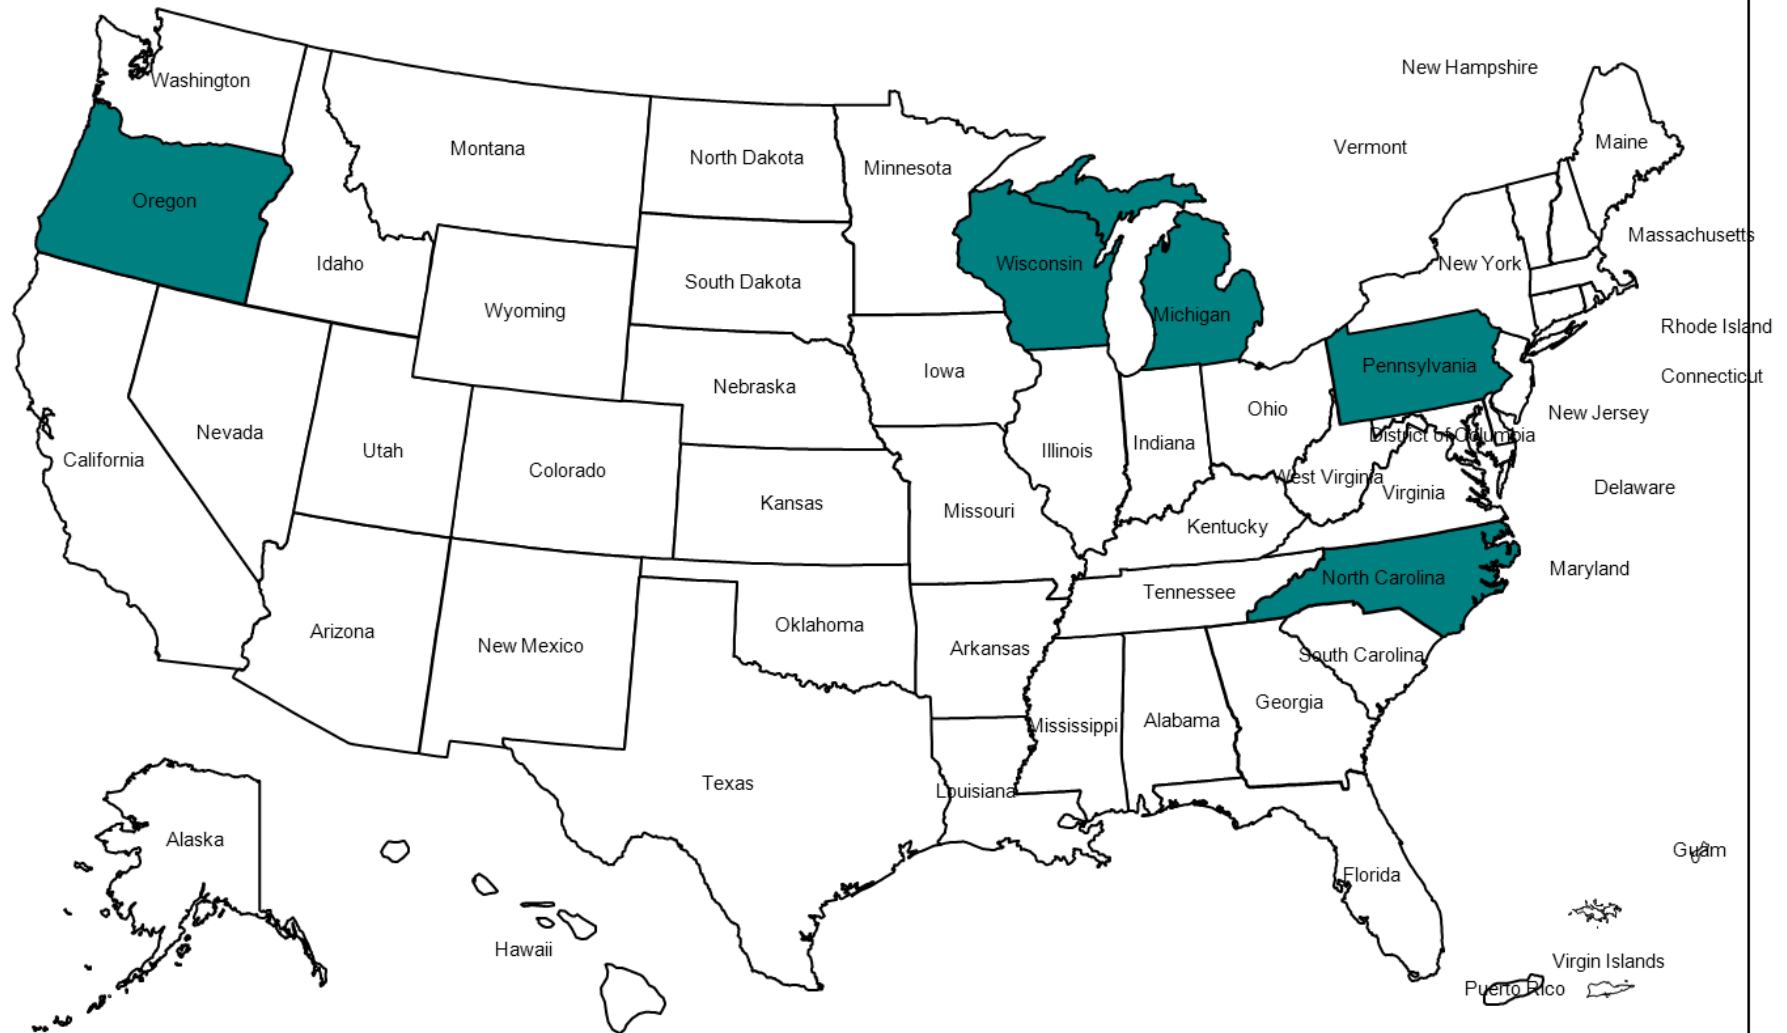 New Hampshire
Washington
Maine
Vermont
Montana
North Dakota
Minnesota
Oregon
Massachusetts
Idaho
Wisconsin
New York
South Dakota
Wyoming
Michigan
Rhode Island
Pennsylvania
Iowa
Connecticut
Nebraska
Ohio
New Jersey
Nevada
District of Columbia
Indiana
Utah
Illinois
California
Colorado
West Virginia
Delaware
Virginia
Kansas
Missouri
Kentucky
Maryland
North Carolina
Tennessee
Oklahoma
Arizona
New Mexico
Arkansas
South Carolina
Georgia
Alabama
Mississippi
Texas
Louisiana
Alaska
Guam
Florida
Hawaii
Virgin Islands
Puerto Rico